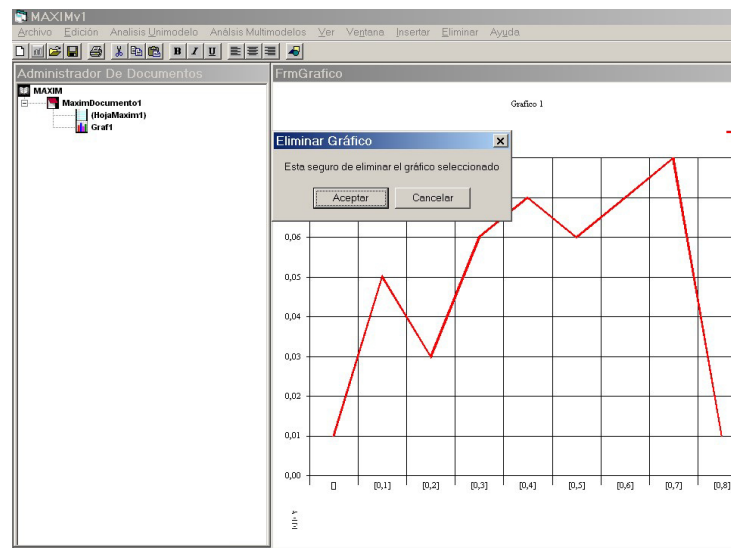 MAXIMv1
Archivo Edición Analisis Unimodelo Análsis Multimodelos Ver Ventana Insertar Eliminar Ayuda
B I U
Administrador De Documentos
MAXIM
MaximDocumento1
(HojaMaxim1)
Graf1
FrmGrafico
Grafico 1
Eliminar Gráfico
Esta seguro de eliminar el gráfico seleccionado
Aceptar Cancelar
0,06
0,05
0,04
0,03
0,02
0,01
0,00
[] [0,1] [0,2] [0,3] [0,4] [0,5] [0,6] [0,7] [0,8]